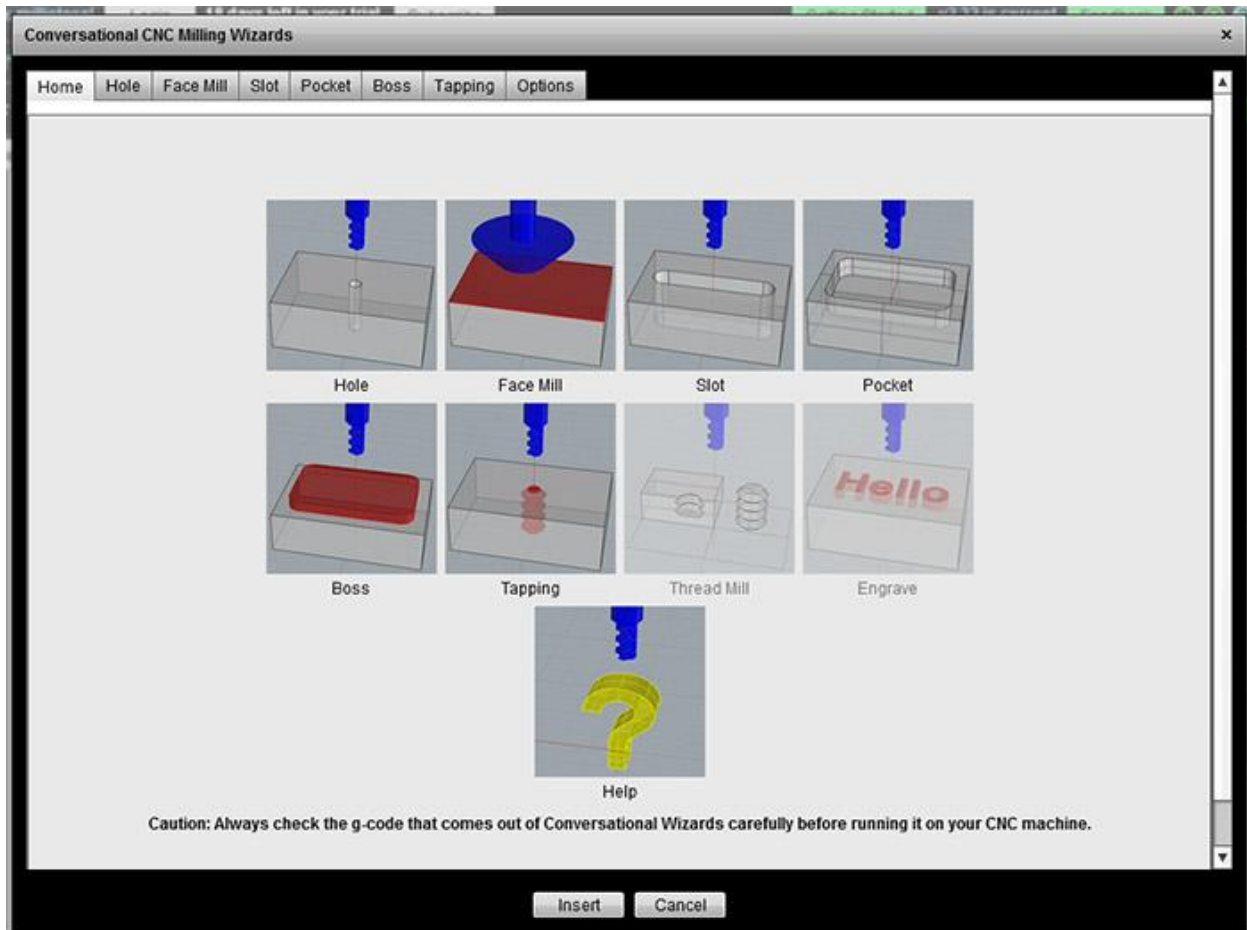 Conversational CNC Milling Wizards ×
Home Hole Face Mill Slot Pocket Boss Tapping Options
Hole Face Mill Slot Pocket
Hello
Boss Tapping Thread Mill Engrave
?
Help
Caution: Always check the g-code that comes out of Conversational Wizards carefully before running it on your CNC machine.
Insert Cancel